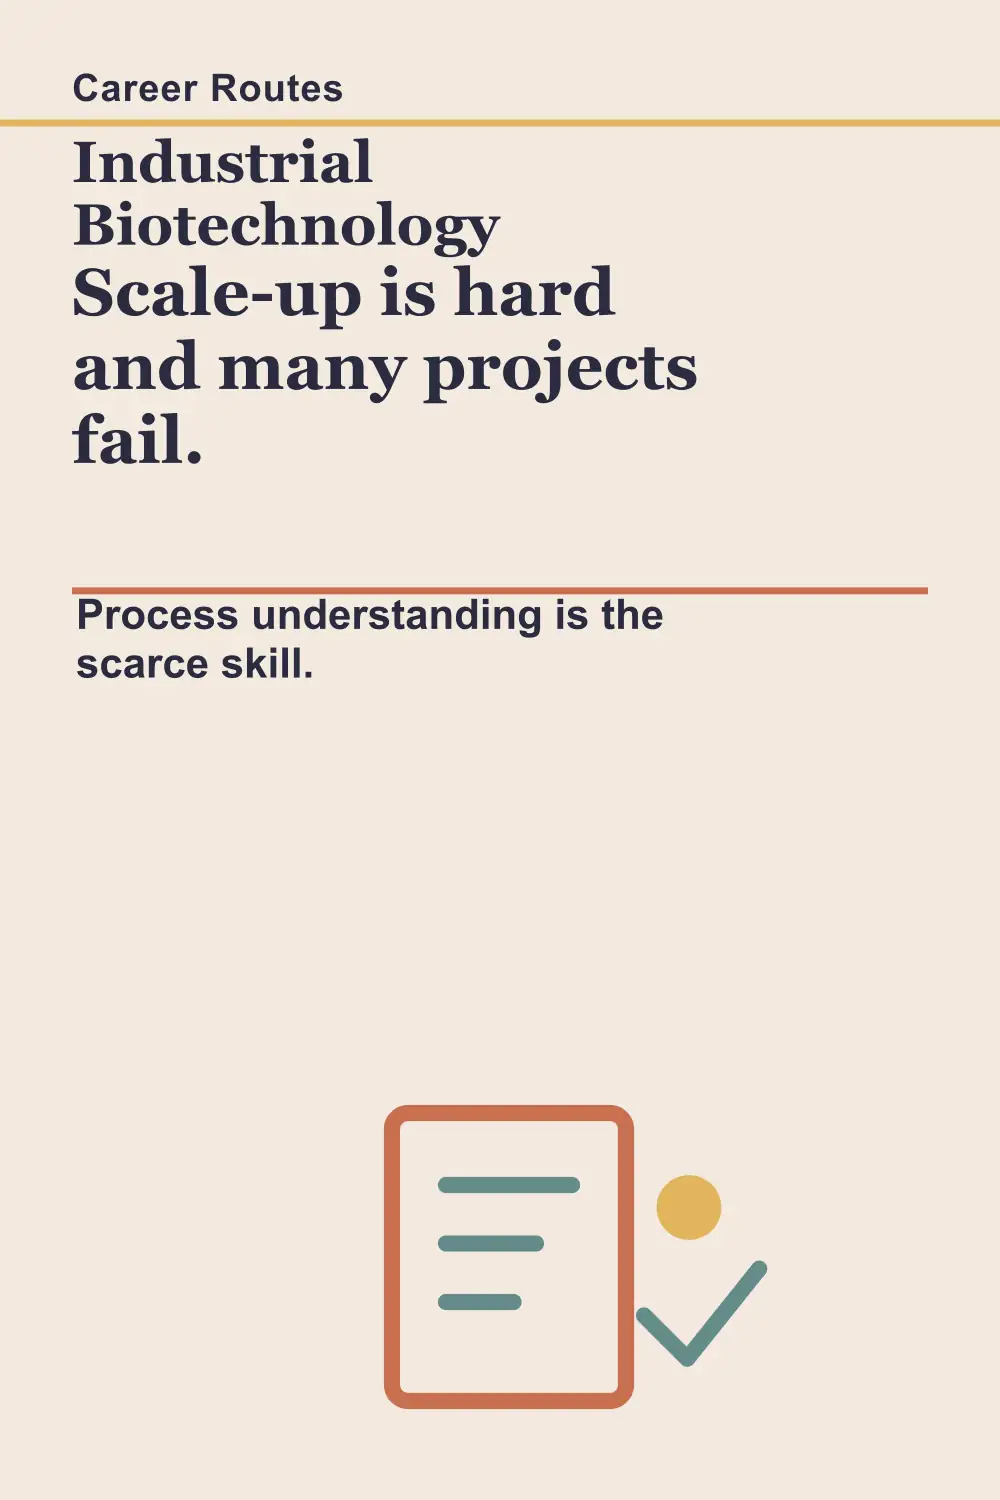 Career Routes
Industrial
Biotechnology
Scale-up is hard
and many projects
fail.
Process understanding is the
scarce skill.